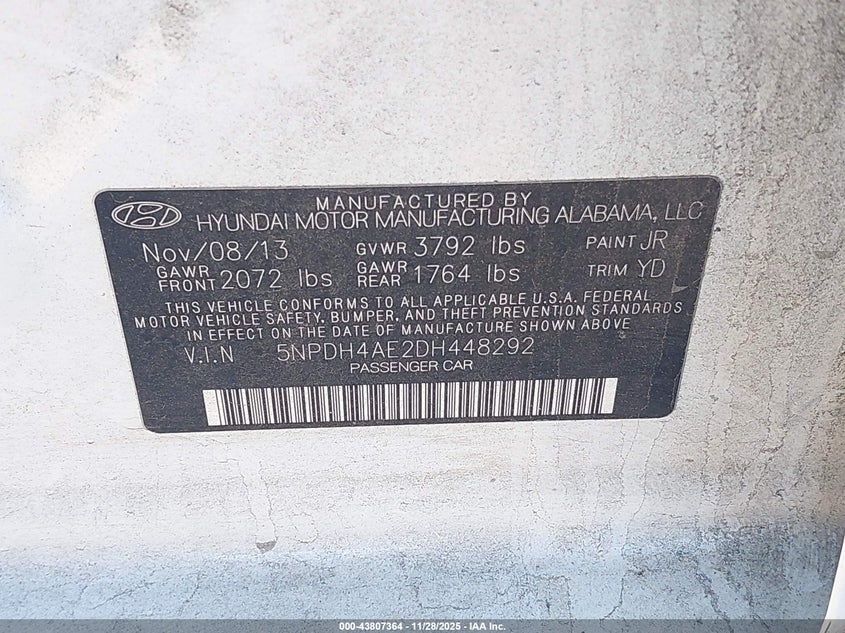 MANUFACTURED BY
HYUNDAI MOTOR MANUFACTURING ALABAMA, LLC
Nov/08/13 GVWR 3792 lbs PAINT JR
GAWR FRONT 2072 lbs GAWR REAR 1764 lbs TRIM YD
THIS VEHICLE CONFORMS TO ALL APPLICABLE U.S.A. FEDERAL
MOTOR VEHICLE SAFETY, BUMPER, AND THEFT PREVENTION STANDARDS
IN EFFECT ON THE DATE OF MANUFACTURE SHOWN ABOVE
V.I.N 5NPDH4AE2DH448292
PASSENGER CAR
000-43807364 - 11/28/2025 - IAA Inc.